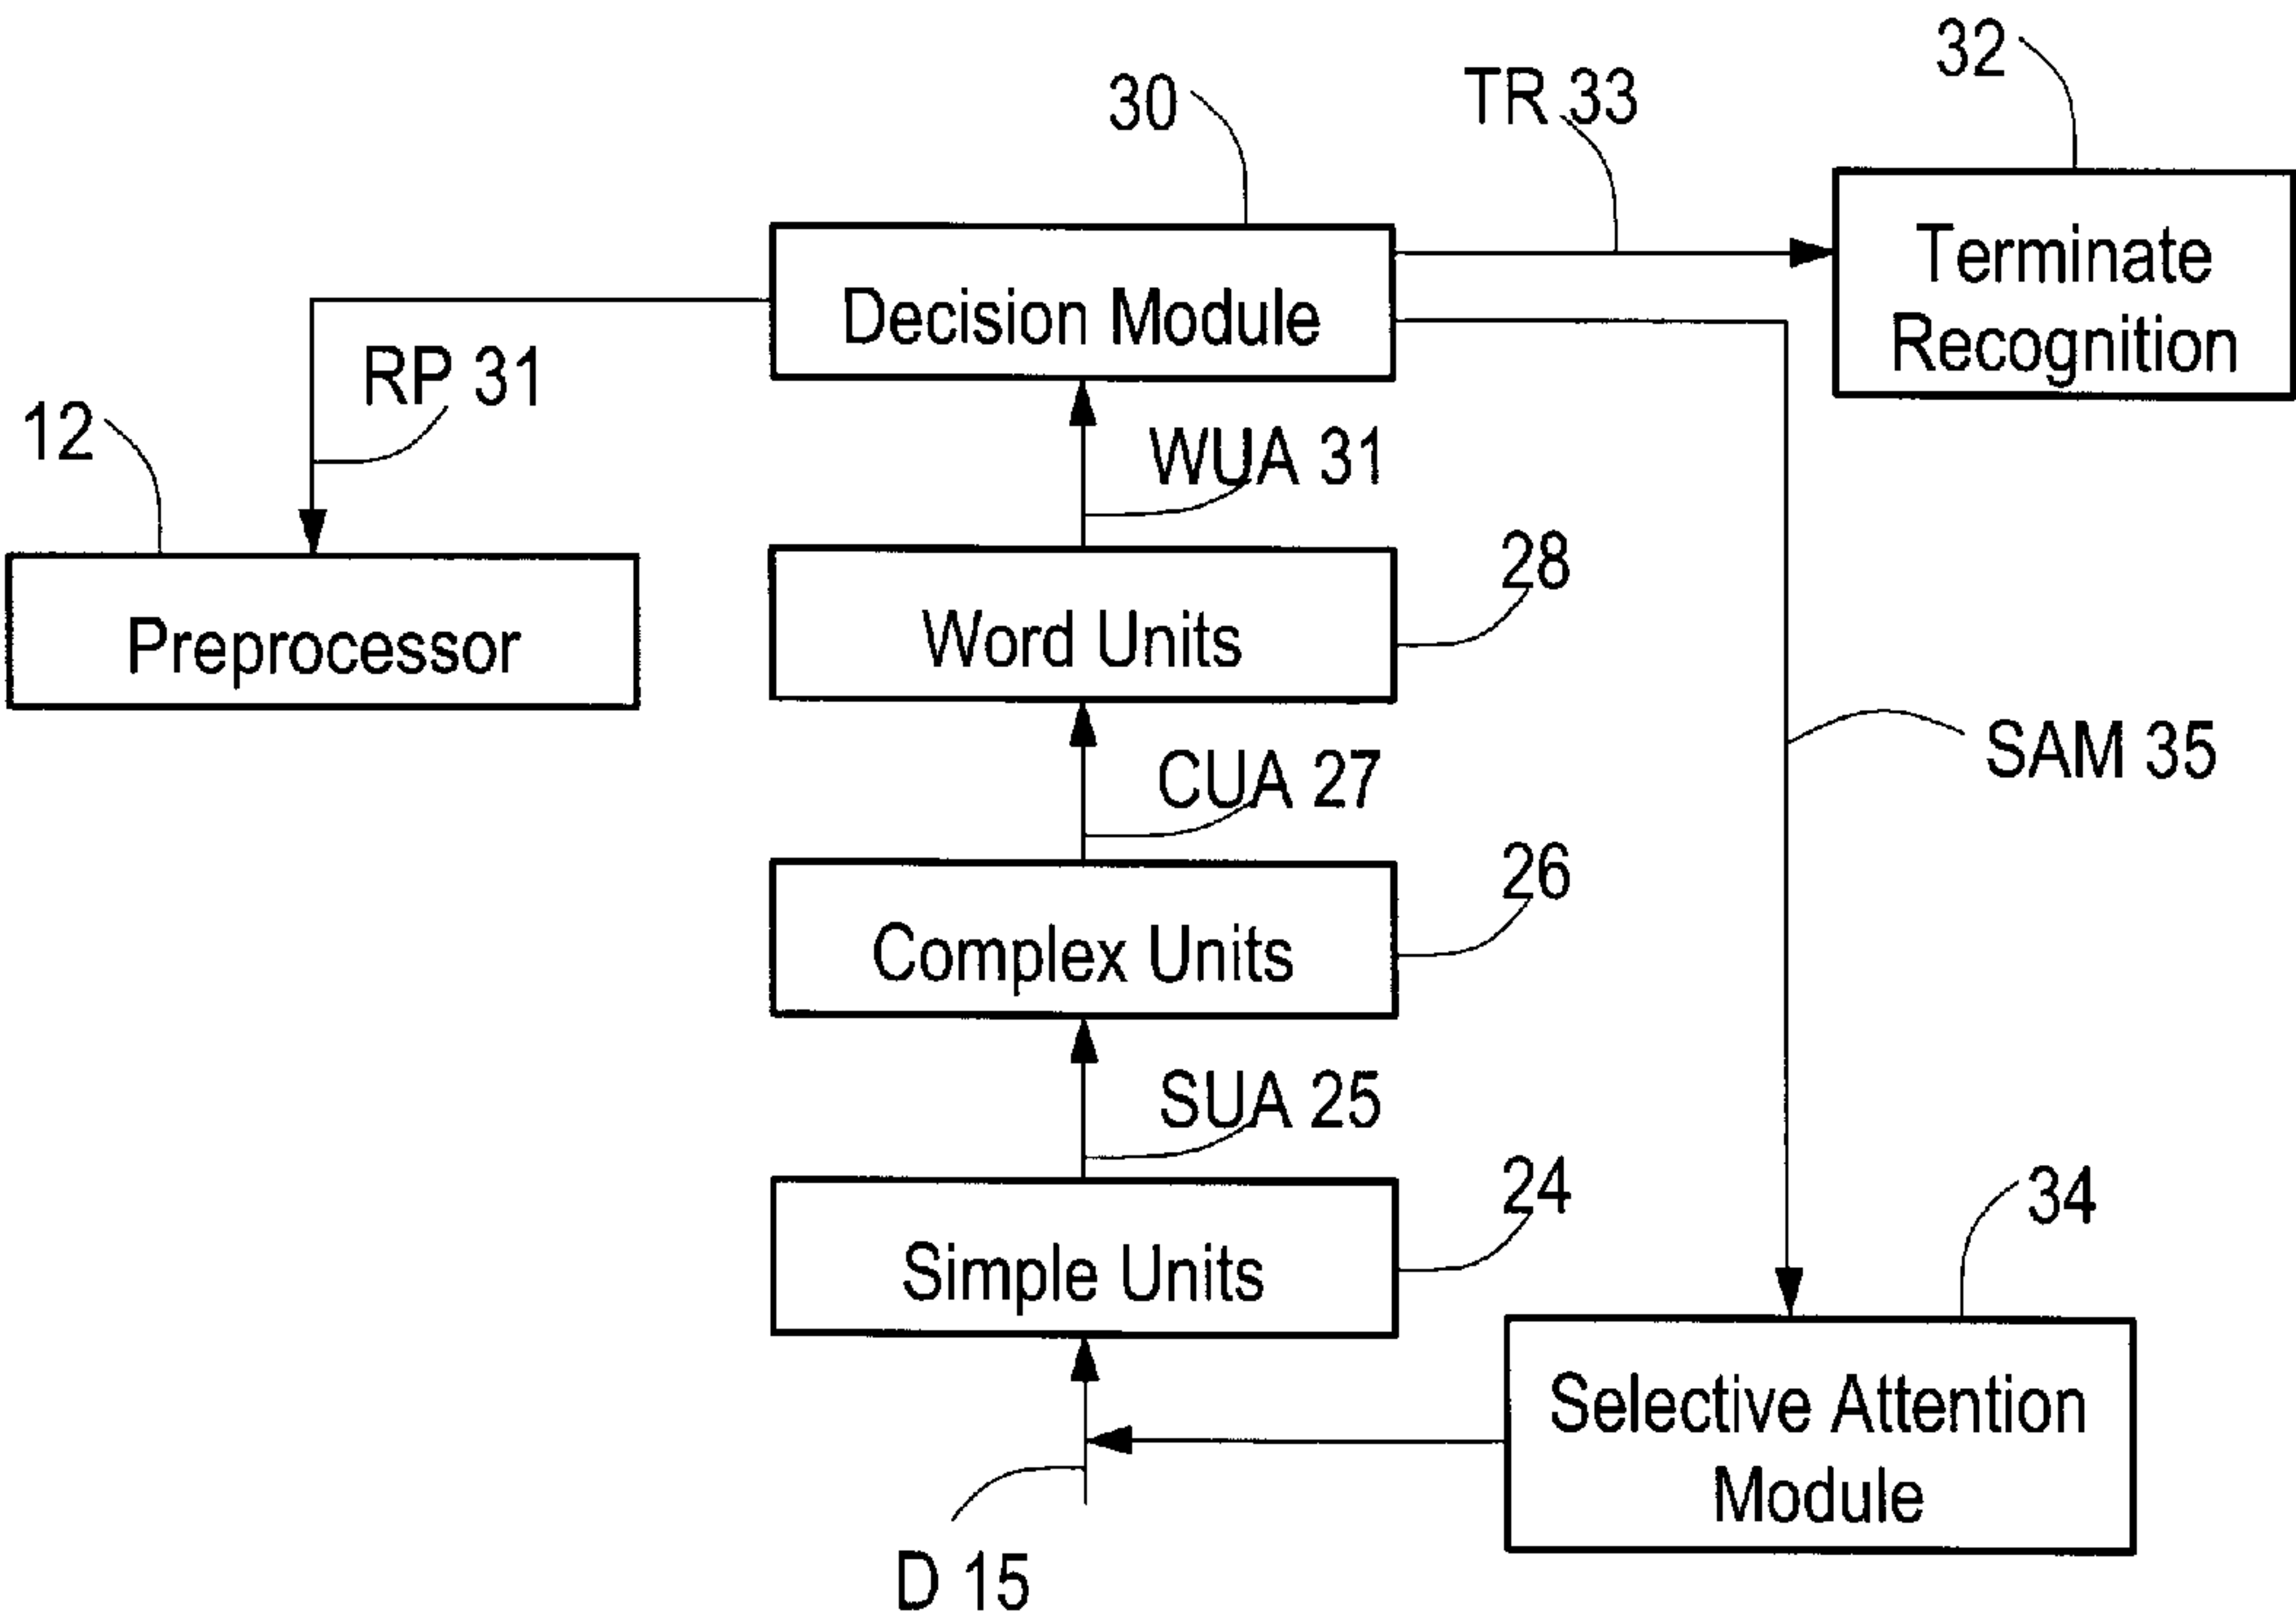 32
30
TR 33
Terminate
Recognition
Decision Module
RP 31
12
WUA 31
28
Preprocessor
Word Units
SAM 35
CUA 27
26
Complex Units
SUA 25
24
34
Simple Units
Selective Attention
Module
D 15